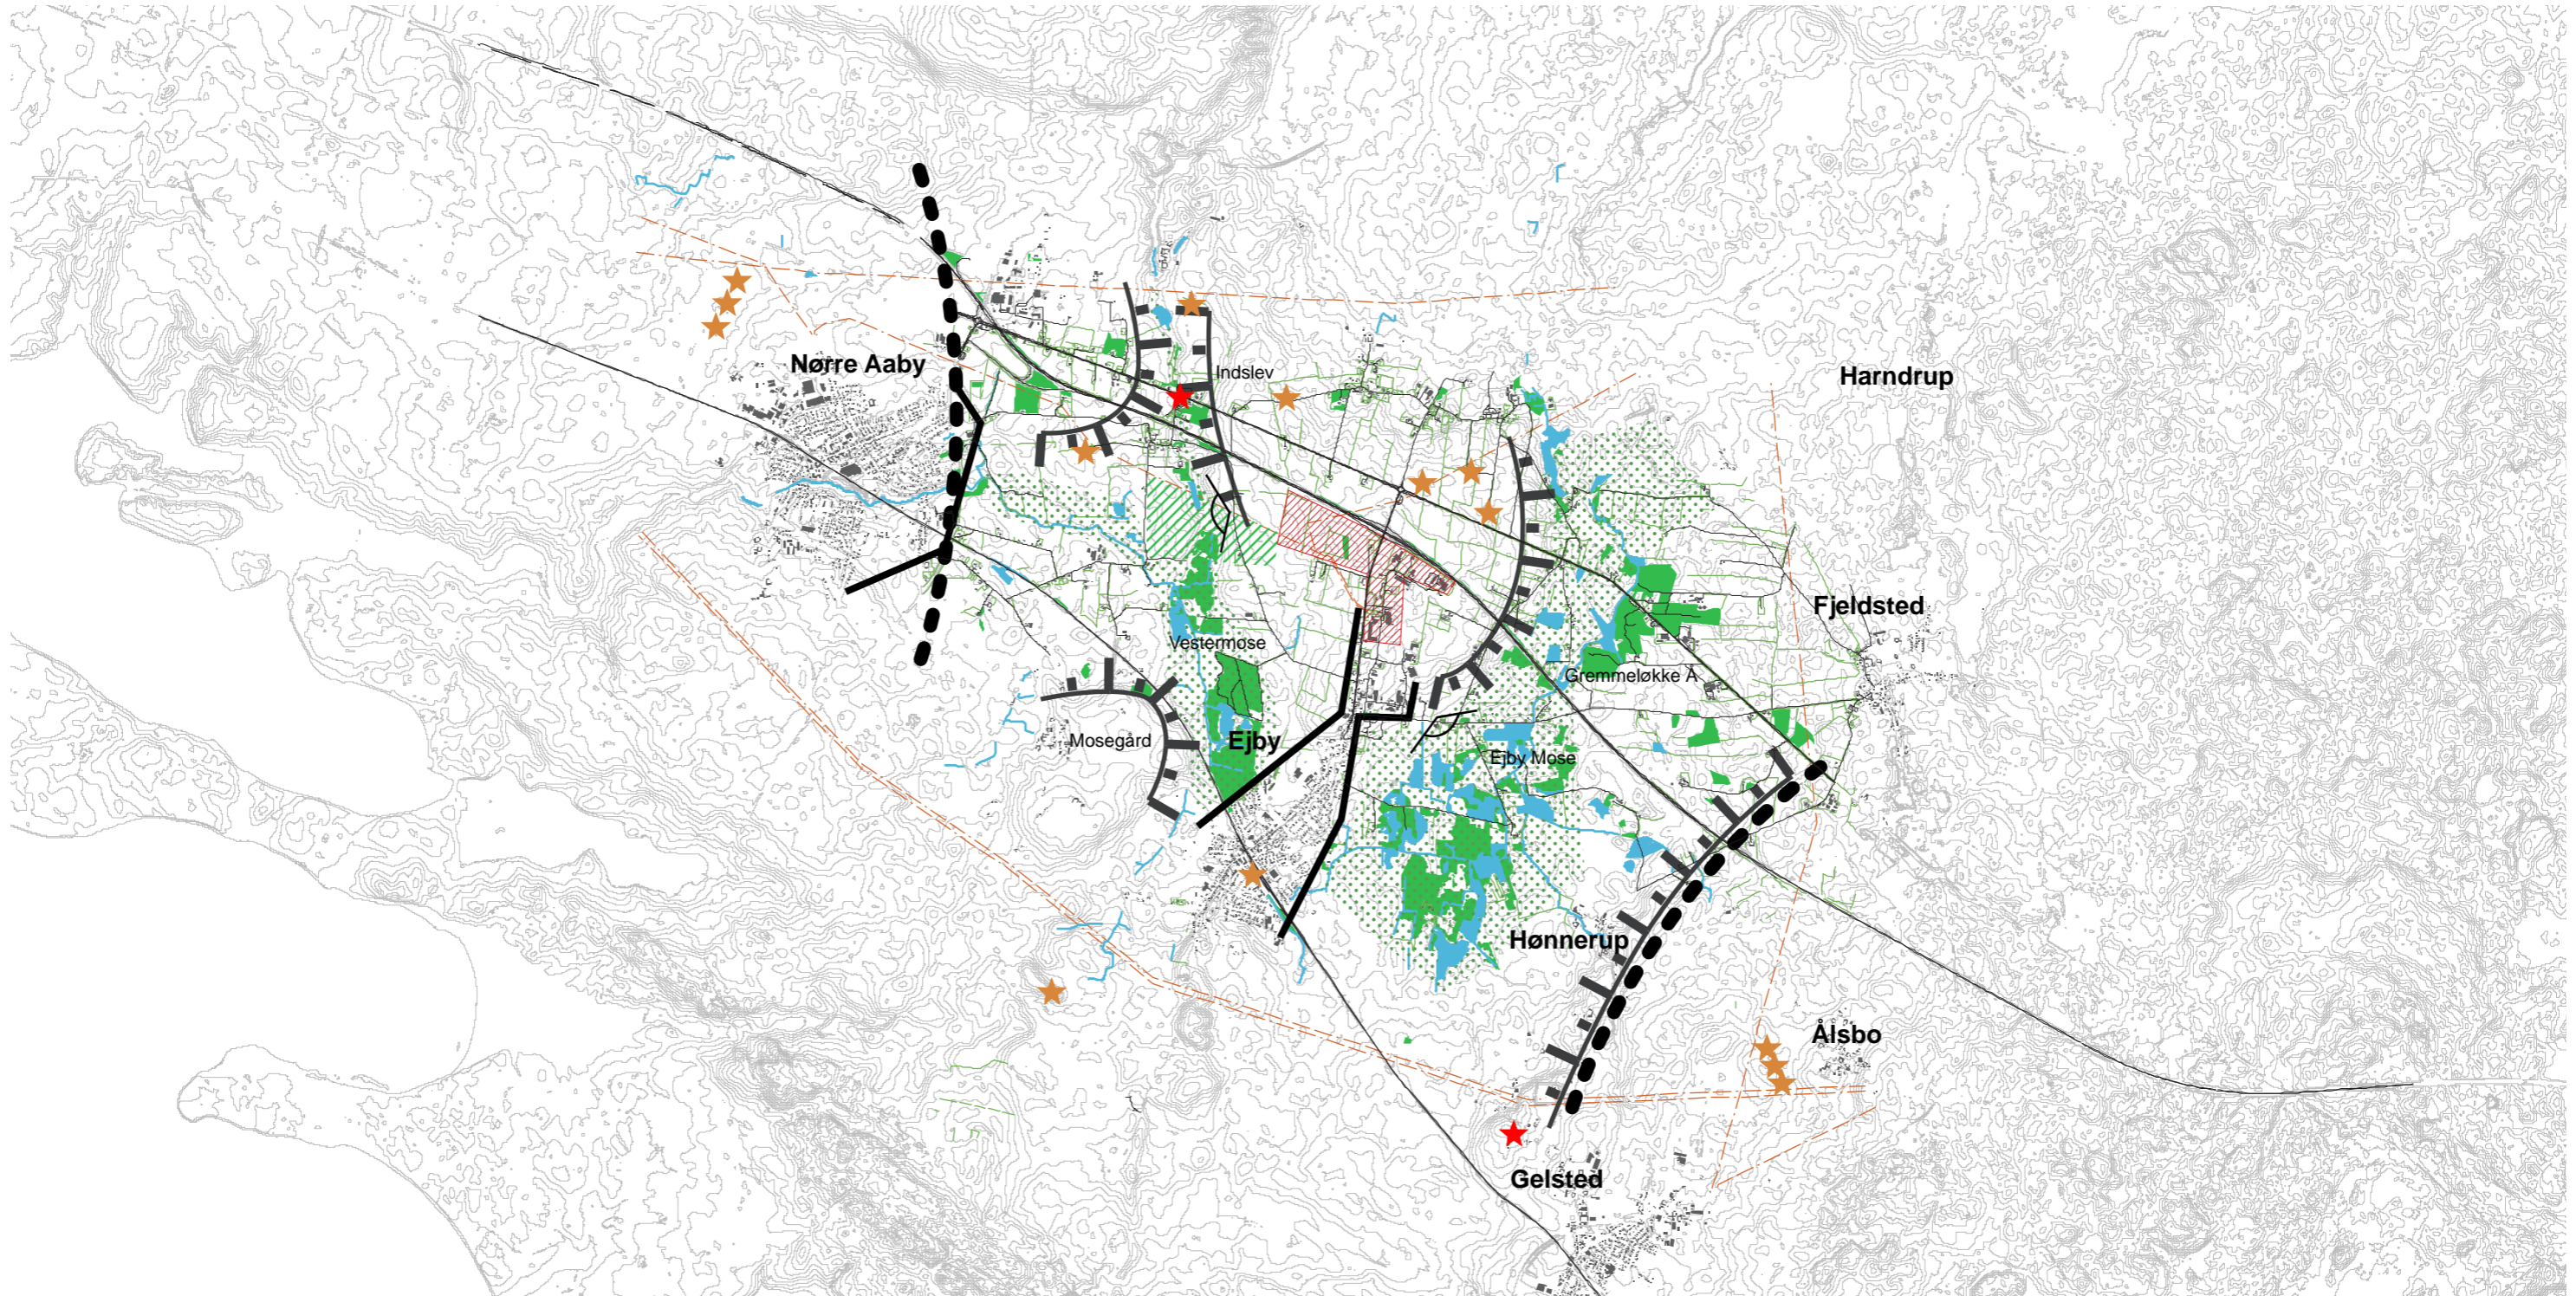 Nørre Aaby
Indslev
Harndrup
Fjeldsted
Vestermose
Gremmeløkke Å
Mosegård
Ejby
Ejby Mose
Hønnerup
Ålsbo
Gelsted